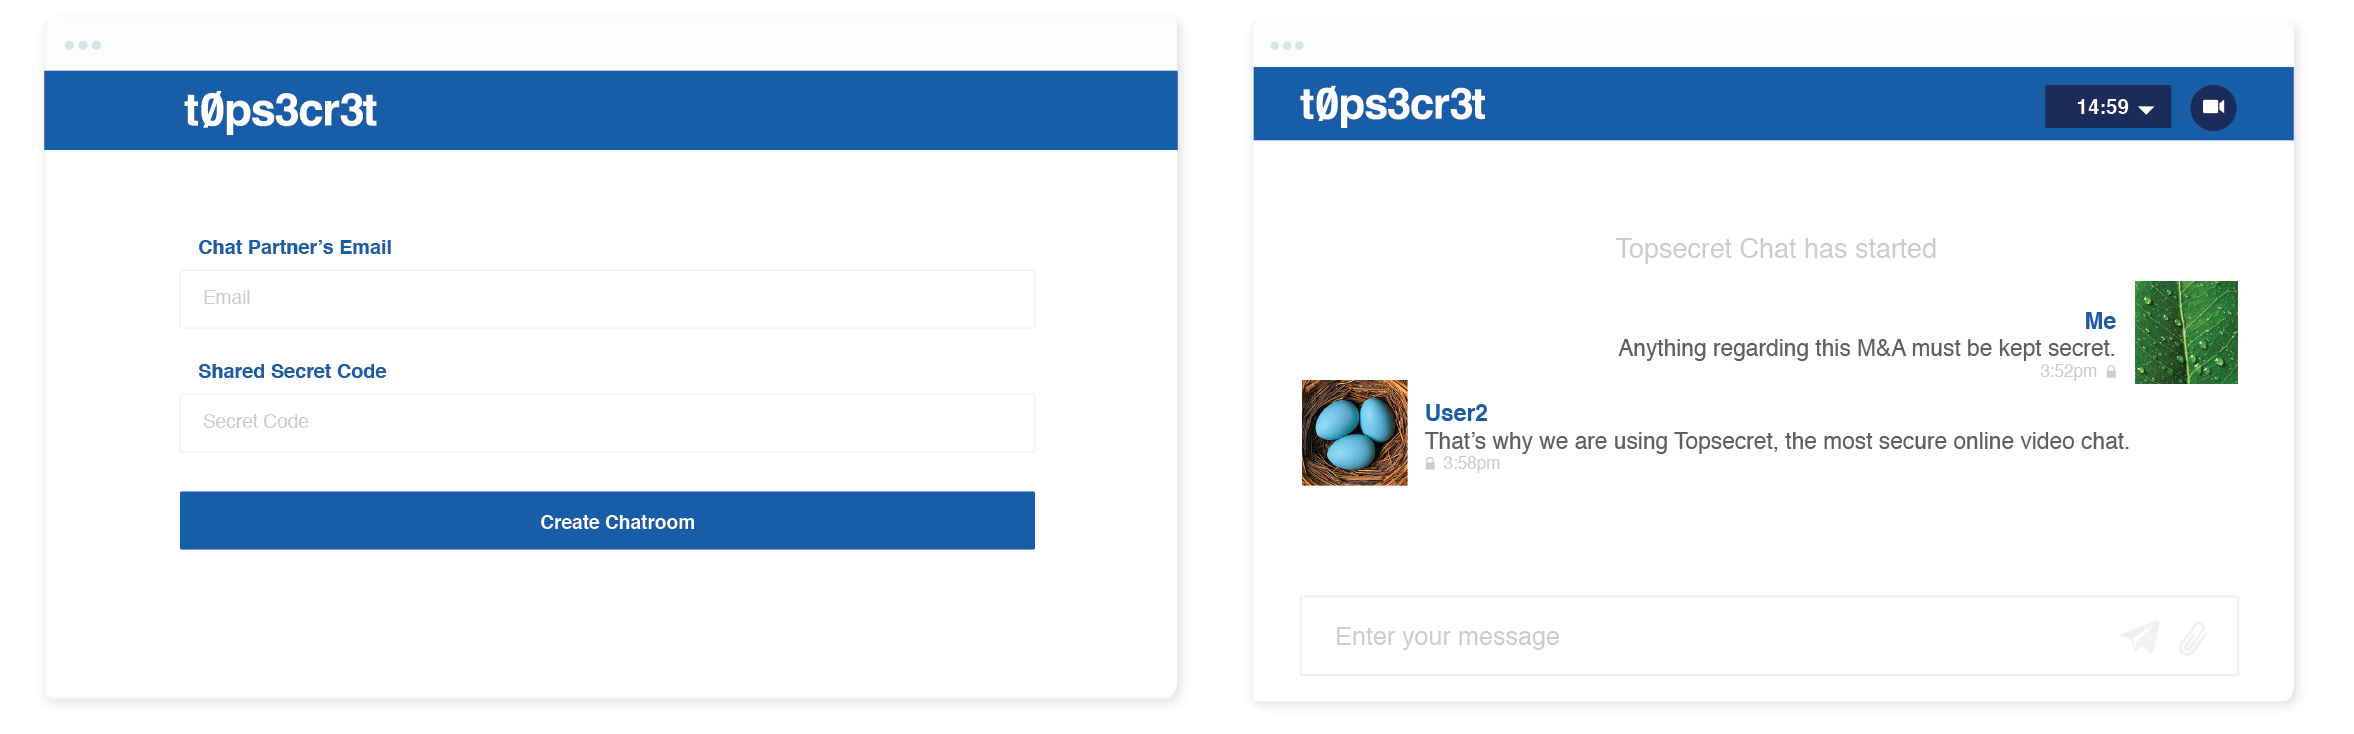 tØps3cr3t
Chat Partner’s Email
Email
Shared Secret Code
Secret Code
Create Chatroom
tØps3cr3t
14:59
Topsecret Chat has started
Me
Anything regarding this M&A must be kept secret.
3:52pm
User2
That’s why we are using Topsecret, the most secure online video chat.
3:58pm
Enter your message